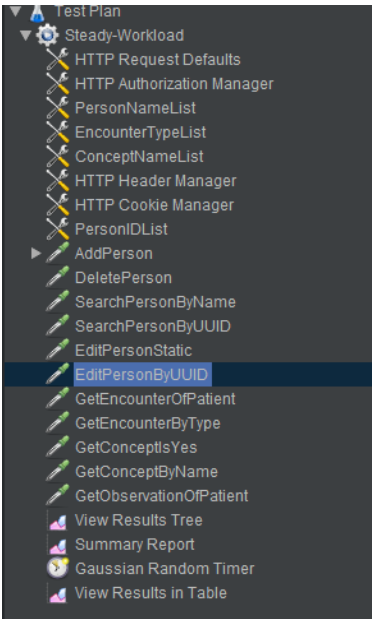 Test Plan
Steady-Workload
HTTP Request Defaults
HTTP Authorization Manager
PersonNameList
EncounterTypeList
ConceptNameList
HTTP Header Manager
HTTP Cookie Manager
PersonIDList
AddPerson
DeletePerson
SearchPersonByName
SearchPersonByUUID
EditPersonStatic
EditPersonByUUID
GetEncounterOfPatient
GetEncounterByType
GetConceptIsYes
GetConceptByName
GetObservationOfPatient
View Results Tree
Summary Report
Gaussian Random Timer
View Results in Table